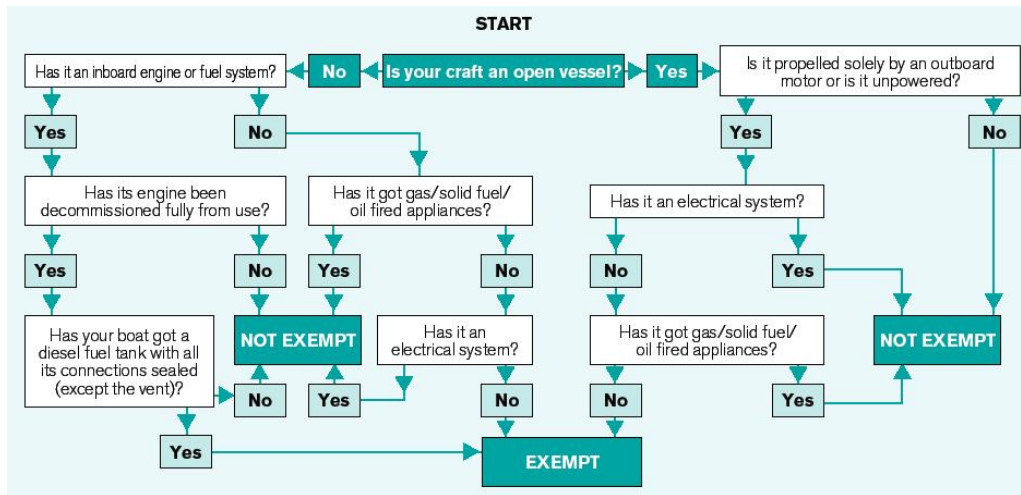 START
Has it an inboard engine or fuel system?
No
Is your craft an open vessel?
Yes
Is it propelled solely by an outboard
motor or is it unpowered?
Yes
No
Yes
No
Has its engine been
decommissioned fully from use?
Has it got gas/solid fuel/
oil fired appliances?
Has it an electrical system?
Yes
No
Yes
No
No
Yes
Has your boat got a
diesel fuel tank with all
its connections sealed
(except the vent)?
NOT EXEMPT
Has it an
electrical system?
Has it got gas/solid fuel/
oil fired appliances?
NOT EXEMPT
No
Yes
No
No
Yes
Yes
EXEMPT